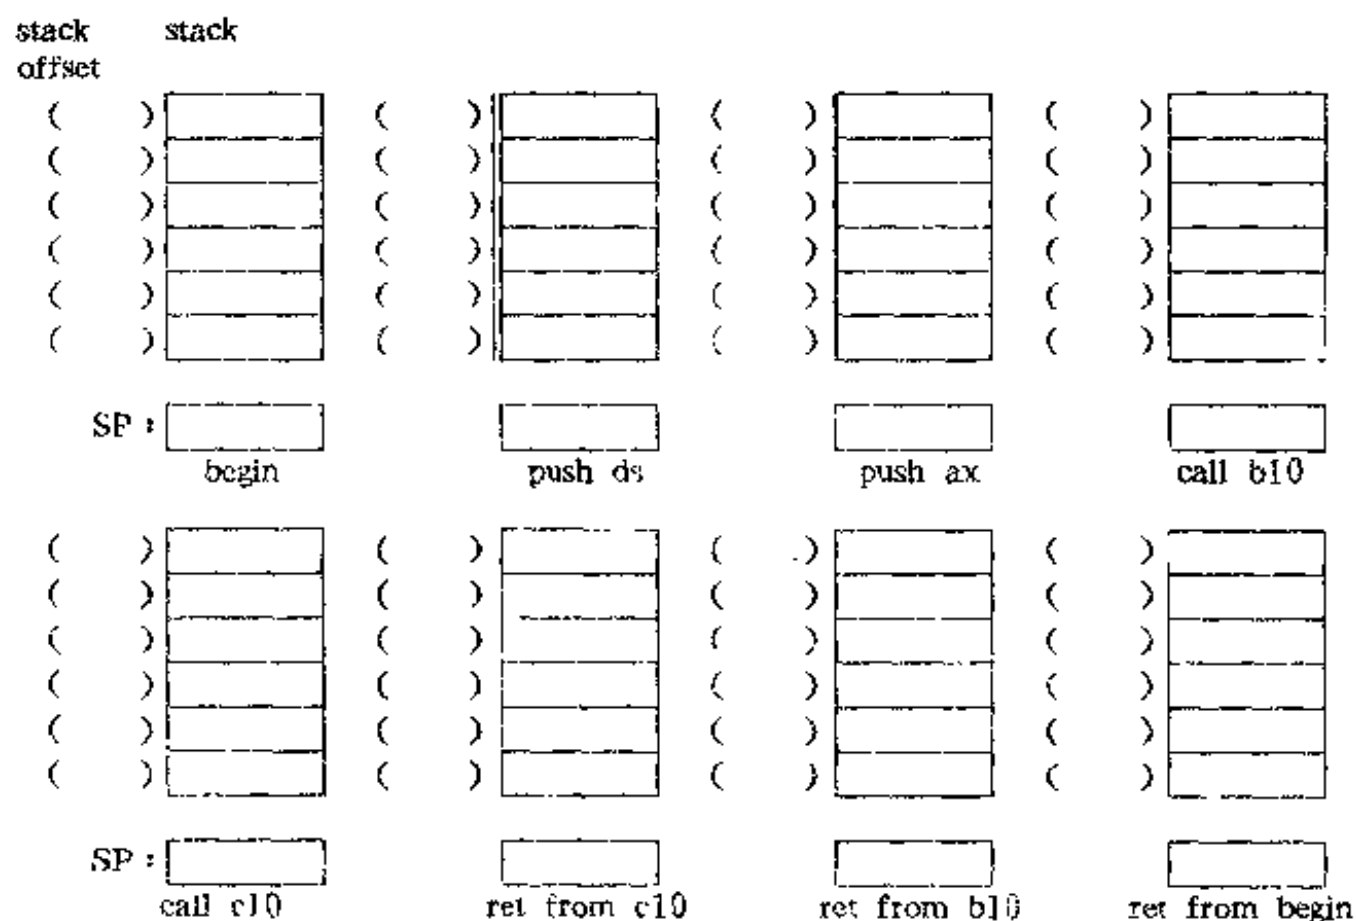 stack stack
offset
( ) ( ) ( ) ( )
( ) ( ) ( ) ( )
( ) ( ) ( ) ( )
( ) ( ) ( ) ( )
( ) ( ) ( ) ( )
( ) ( ) ( ) ( )
SP :
begin push ds push ax call b10
( ) ( ) ( ) ( )
( ) ( ) ( ) ( )
( ) ( ) ( ) ( )
( ) ( ) ( ) ( )
( ) ( ) ( ) ( )
( ) ( ) ( ) ( )
SP :
call c10 ret from c10 ret from b10 ret from begin